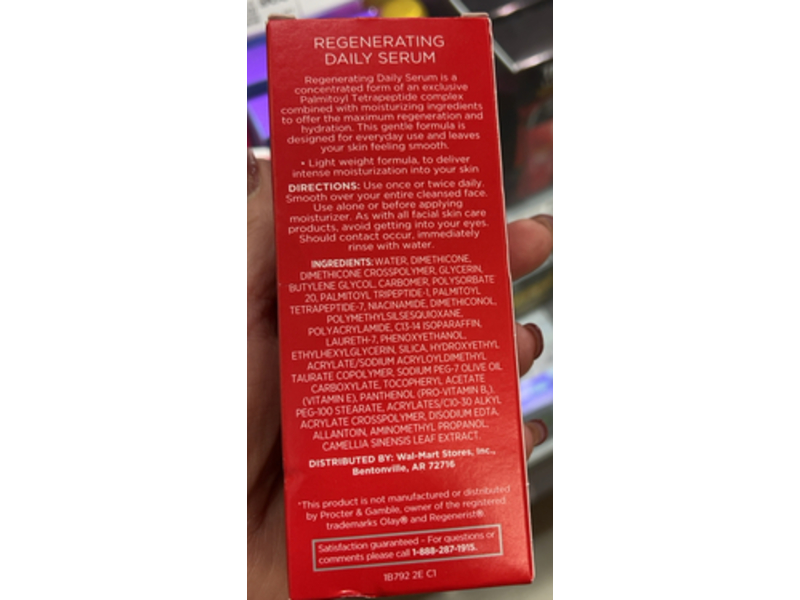 REGENERATING
DAILY SERUM
Regenerating Daily Serum is a
concentrated form of an exclusive
Palmitoyl Tetrapeptide complex
combined with moisturizing ingredients
to offer the maximum regeneration and
hydration. This gentle formula is
designed for everyday use and leaves
your skin feeling smooth.
• Light weight formula, to deliver
intense moisturization into your skin
DIRECTIONS: Use once or twice daily.
Smooth over your entire cleansed face.
Use alone or before applying
moisturizer. As with all facial skin care
products, avoid getting into your eyes.
Should contact occur, immediately
rinse with water.
INGREDIENTS: WATER, DIMETHICONE,
DIMETHICONE CROSSPOLYMER, GLYCERIN,
BUTYLENE GLYCOL, CARBOMER, POLYSORBATE
20, PALMITOYL TRIPEPTIDE-1, PALMITOYL
TETRAPEPTIDE-7, NIACINAMIDE, DIMETHICONOL,
POLYMETHYLSILSESQUIOXANE,
POLYACRYLAMIDE, C13-14 ISOPARAFFIN,
LAURETH-7, PHENOXYETHANOL,
ETHYLHEXYLGLYCERIN, SILICA, HYDROXYETHYL
ACRYLATE/SODIUM ACRYLOYLDIMETHYL
TAURATE COPOLYMER, SODIUM PEG-7 OLIVE OIL
CARBOXYLATE, TOCOPHERYL ACETATE
(VITAMIN E), PANTHENOL (PRO-VITAMIN B₅),
PEG-100 STEARATE, ACRYLATES/C10-30 ALKYL
ACRYLATE CROSSPOLYMER, DISODIUM EDTA,
ALLANTOIN, AMINOMETHYL PROPANOL,
CAMELLIA SINENSIS LEAF EXTRACT.
DISTRIBUTED BY: Wal-Mart Stores, Inc.,
Bentonville, AR 72716
*This product is not manufactured or distributed
by Procter & Gamble, owner of the registered
trademarks Olay® and Regenerist®.
Satisfaction guaranteed - For questions or
comments please call 1-888-287-1915.
1B792 2E C1